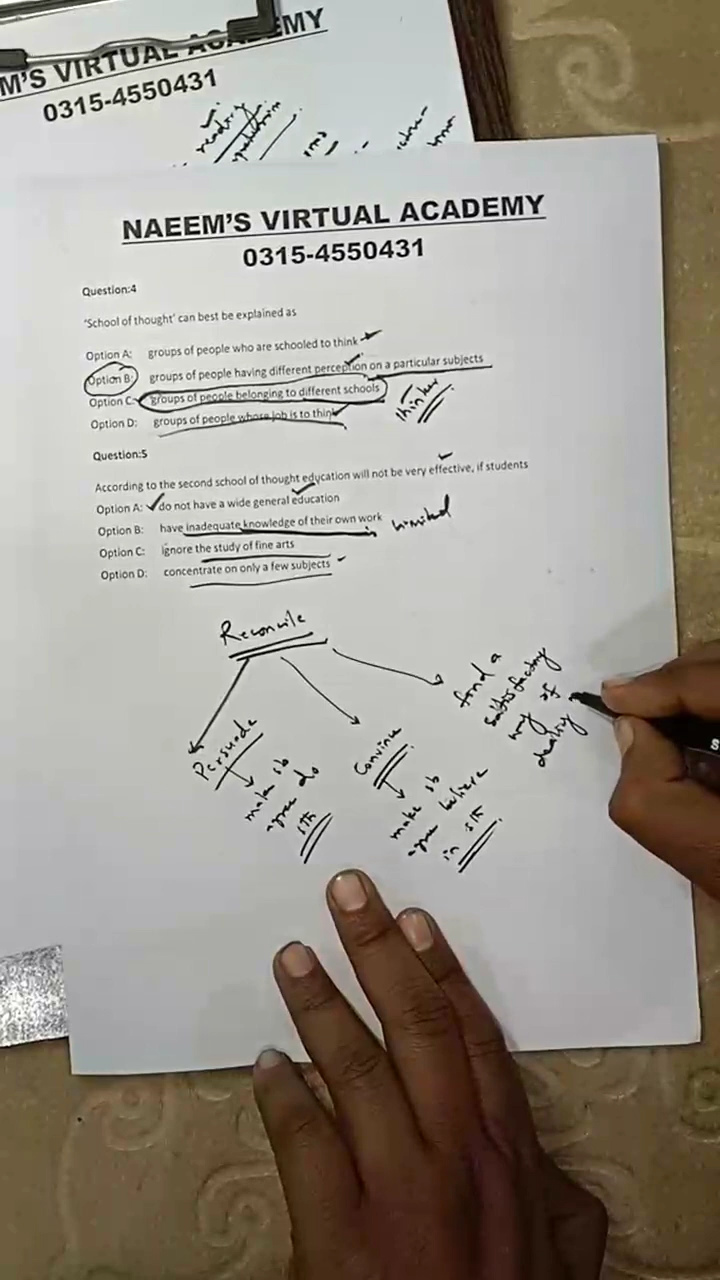 M'S VIRTUAL ACADEMY
0315-4550431
reading
NAEEM'S VIRTUAL ACADEMY
0315-4550431
Question:4
'School of thought' can best be explained as
Option A: groups of people who are schooled to think
Option B: groups of people having different perception on a particular subjects
Option C: groups of people belonging to different schools
Option D: groups of people whose job is to think
thinker
Question:5
According to the second school of thought education will not be very effective, if students
Option A: do not have a wide general education
Option B: have inadequate knowledge of their own work
limited
Option C: ignore the study of fine arts
Option D: concentrate on only a few subjects
Reconcile
Persuade
make sb
agree do
sth
Convince
make sb
agree believe
in sth
find a
satisfactory
way of
dealing